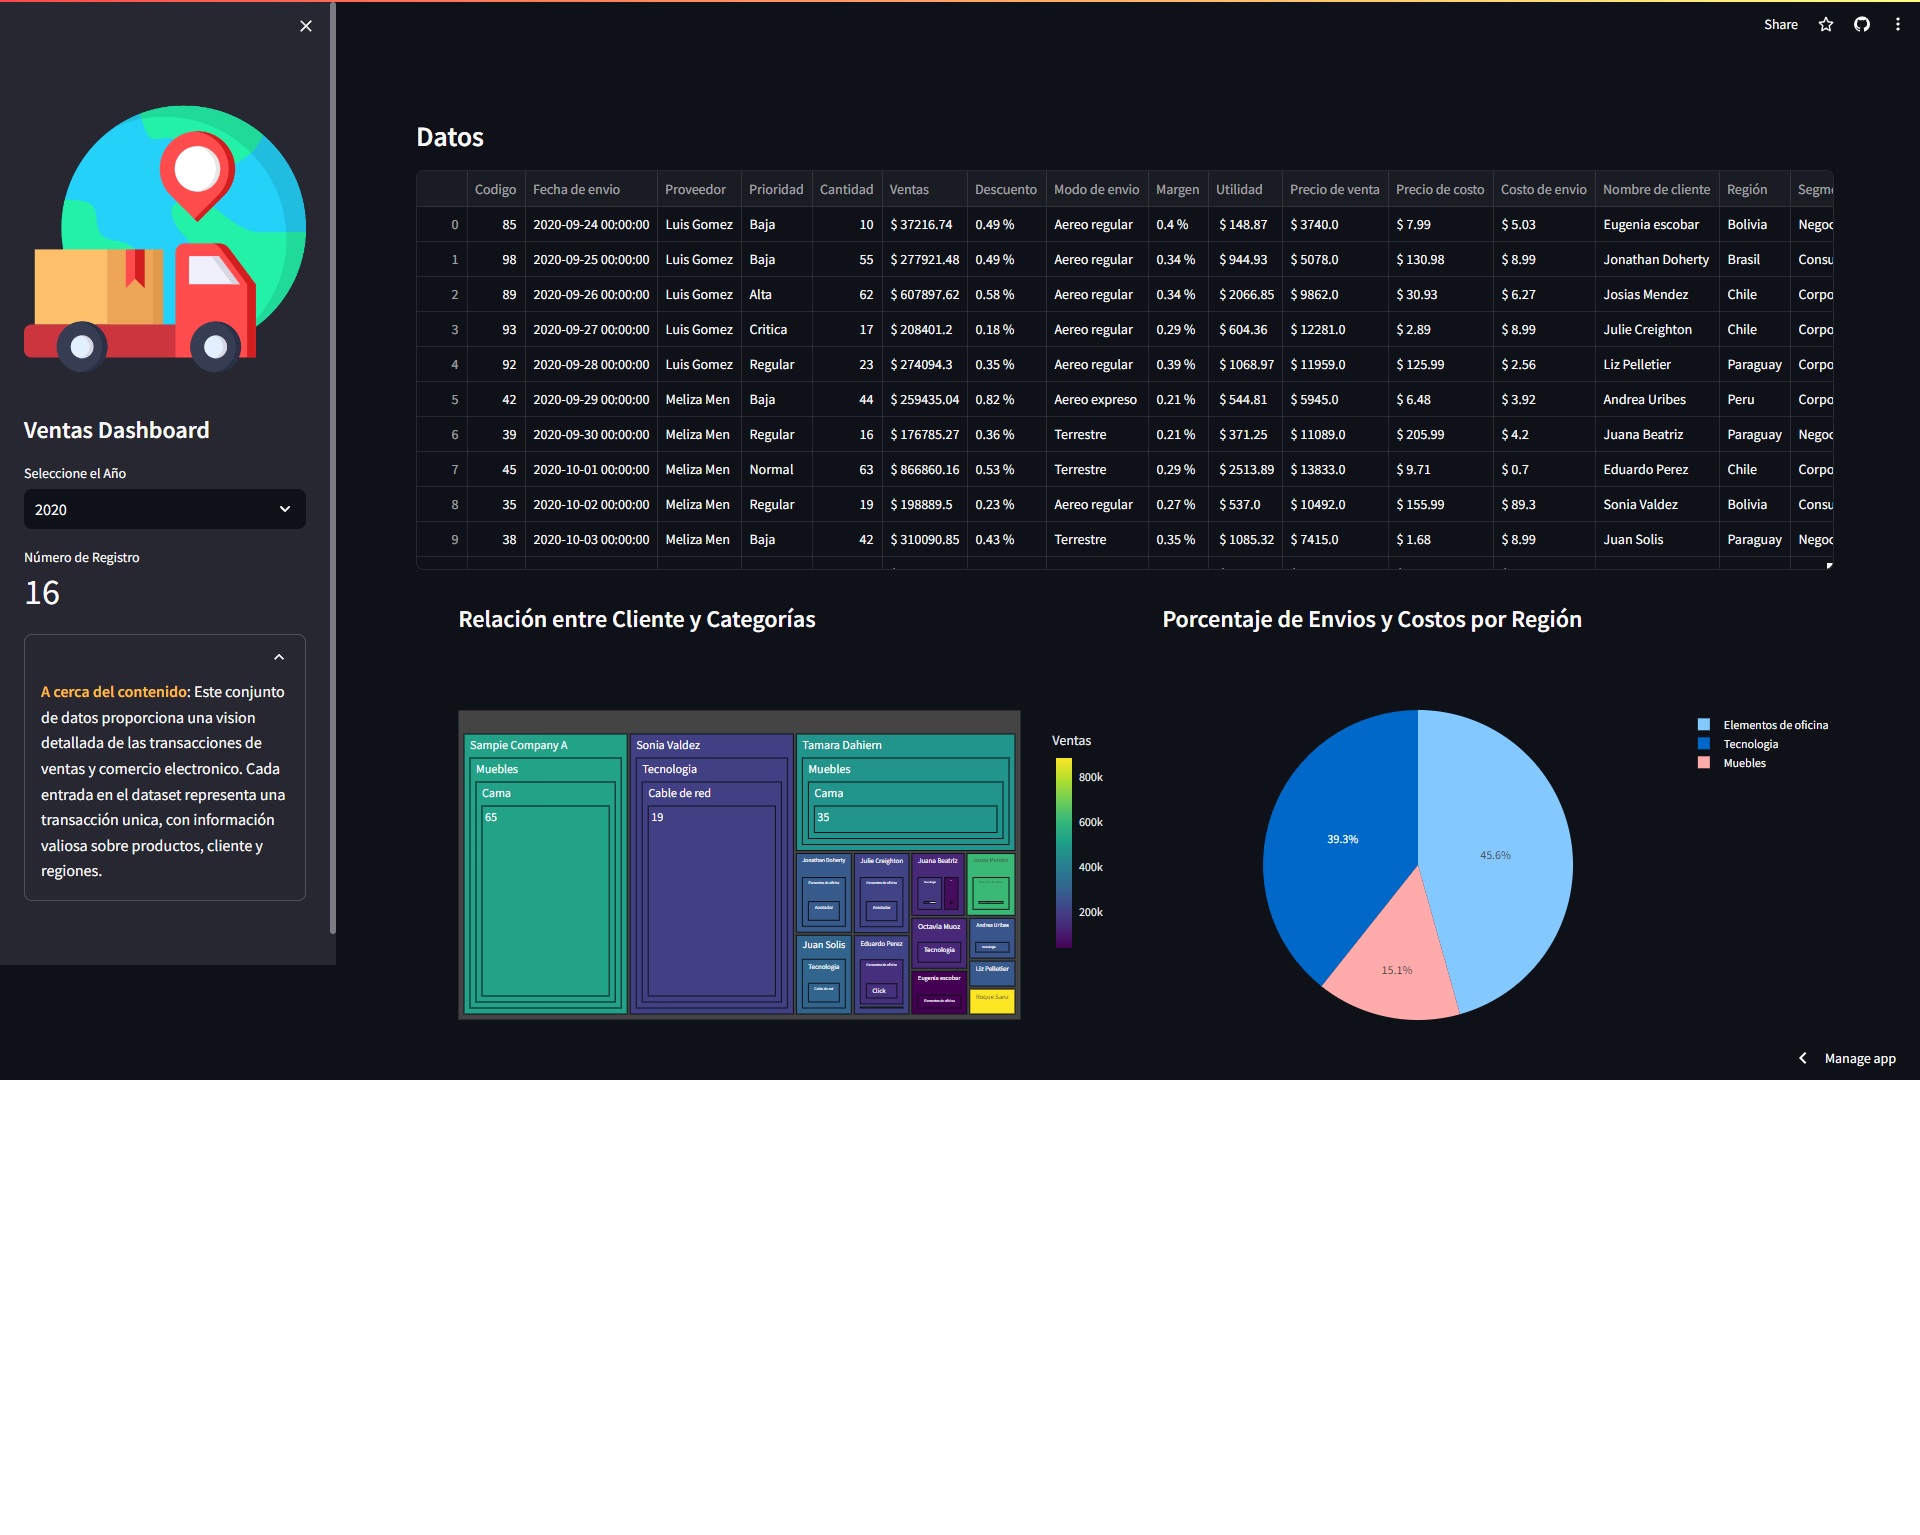 Share
Datos
Codigo Fecha de envio Proveedor Prioridad Cantidad Ventas Descuento Modo de envio Margen Utilidad Precio de venta Precio de costo Costo de envio Nombre de cliente Región Segm
0 85 2020-09-24 00:00:00 Luis Gomez Baja 10 $ 37216.74 0.49 % Aereo regular 0.4 % $ 148.87 $ 3740.0 $ 7.99 $ 5.03 Eugenia escobar Bolivia Negoc
1 98 2020-09-25 00:00:00 Luis Gomez Baja 55 $ 277921.48 0.49 % Aereo regular 0.34 % $ 944.93 $ 5078.0 $ 130.98 $ 8.99 Jonathan Doherty Brasil Consu
2 89 2020-09-26 00:00:00 Luis Gomez Alta 62 $ 607897.62 0.58 % Aereo regular 0.34 % $ 2066.85 $ 9862.0 $ 30.93 $ 6.27 Josias Mendez Chile Corpo
3 93 2020-09-27 00:00:00 Luis Gomez Critica 17 $ 208401.2 0.18 % Aereo regular 0.29 % $ 604.36 $ 12281.0 $ 2.89 $ 8.99 Julie Creighton Chile Corpo
4 92 2020-09-28 00:00:00 Luis Gomez Regular 23 $ 274094.3 0.35 % Aereo regular 0.39 % $ 1068.97 $ 11959.0 $ 125.99 $ 2.56 Liz Pelletier Paraguay Corpo
5 42 2020-09-29 00:00:00 Meliza Men Baja 44 $ 259435.04 0.82 % Aereo expreso 0.21 % $ 544.81 $ 5945.0 $ 6.48 $ 3.92 Andrea Uribes Peru Corpo
6 39 2020-09-30 00:00:00 Meliza Men Regular 16 $ 176785.27 0.36 % Terrestre 0.21 % $ 371.25 $ 11089.0 $ 205.99 $ 4.2 Juana Beatriz Paraguay Negoc
7 45 2020-10-01 00:00:00 Meliza Men Normal 63 $ 866860.16 0.53 % Terrestre 0.29 % $ 2513.89 $ 13833.0 $ 9.71 $ 0.7 Eduardo Perez Chile Corpo
8 35 2020-10-02 00:00:00 Meliza Men Regular 19 $ 198889.5 0.23 % Aereo regular 0.27 % $ 537.0 $ 10492.0 $ 155.99 $ 89.3 Sonia Valdez Bolivia Consu
9 38 2020-10-03 00:00:00 Meliza Men Baja 42 $ 310090.85 0.43 % Terrestre 0.35 % $ 1085.32 $ 7415.0 $ 1.68 $ 8.99 Juan Solis Paraguay Negoc
Ventas Dashboard
Seleccione el Año
2020
Número de Registro
16
A cerca del contenido: Este conjunto
de datos proporciona una vision
detallada de las transacciones de
ventas y comercio electronico. Cada
entrada en el dataset representa una
transacción unica, con información
valiosa sobre productos, cliente y
regiones.
Relación entre Cliente y Categorías
Sampie Company A
Muebles
Cama
65
Sonia Valdez
Tecnologia
Cable de red
19
Tamara Dahiem
Muebles
Cama
35
Jonathan Doherty
Elementos de oficina
Anotador
Julie Creighton
Elementos de oficina
Anotador
Juana Beatriz
Tecnologia
Juan Solis
Tecnologia
Cable de red
Eduardo Perez
Elementos de oficina
Click
Octavia Muoz
Tecnologia
Eugenia escobar
Elementos de oficina
Andrea Uribes
Tecnologia
Liz Pelletier
Roque Sanu
Ventas
800k
600k
400k
200k
Porcentaje de Envios y Costos por Región
39.3%
45.6%
15.1%
Elementos de oficina
Tecnologia
Muebles
Manage app